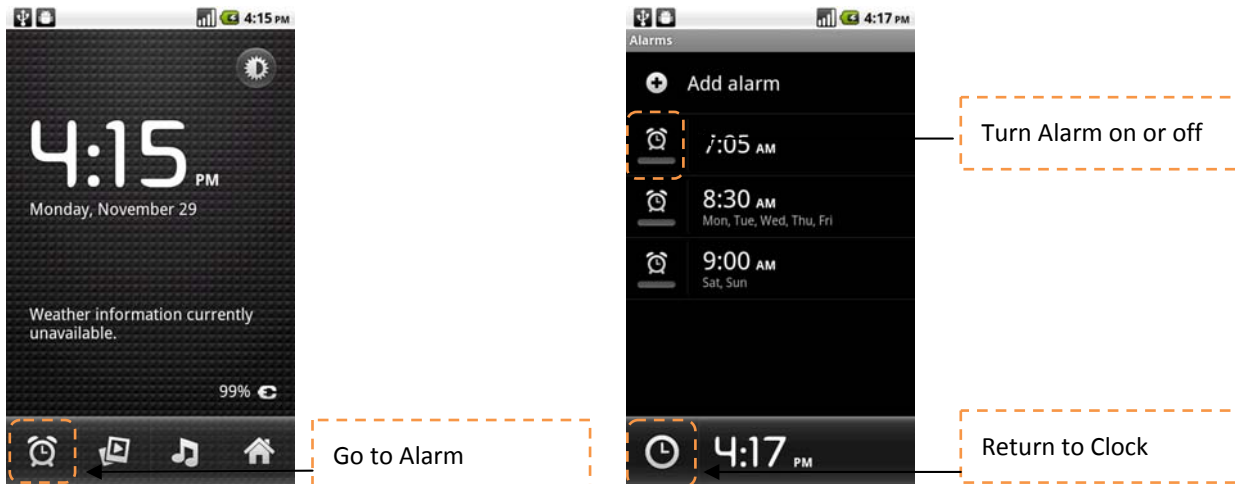 4:15 PM
4:15 PM
Monday, November 29
Weather information currently
unavailable.
99%
Go to Alarm
4:17 PM
Alarms
Add alarm
7:05 AM
8:30 AM
Mon, Tue, Wed, Thu, Fri
9:00 AM
Sat, Sun
4:17 PM
Turn Alarm on or off
Return to Clock